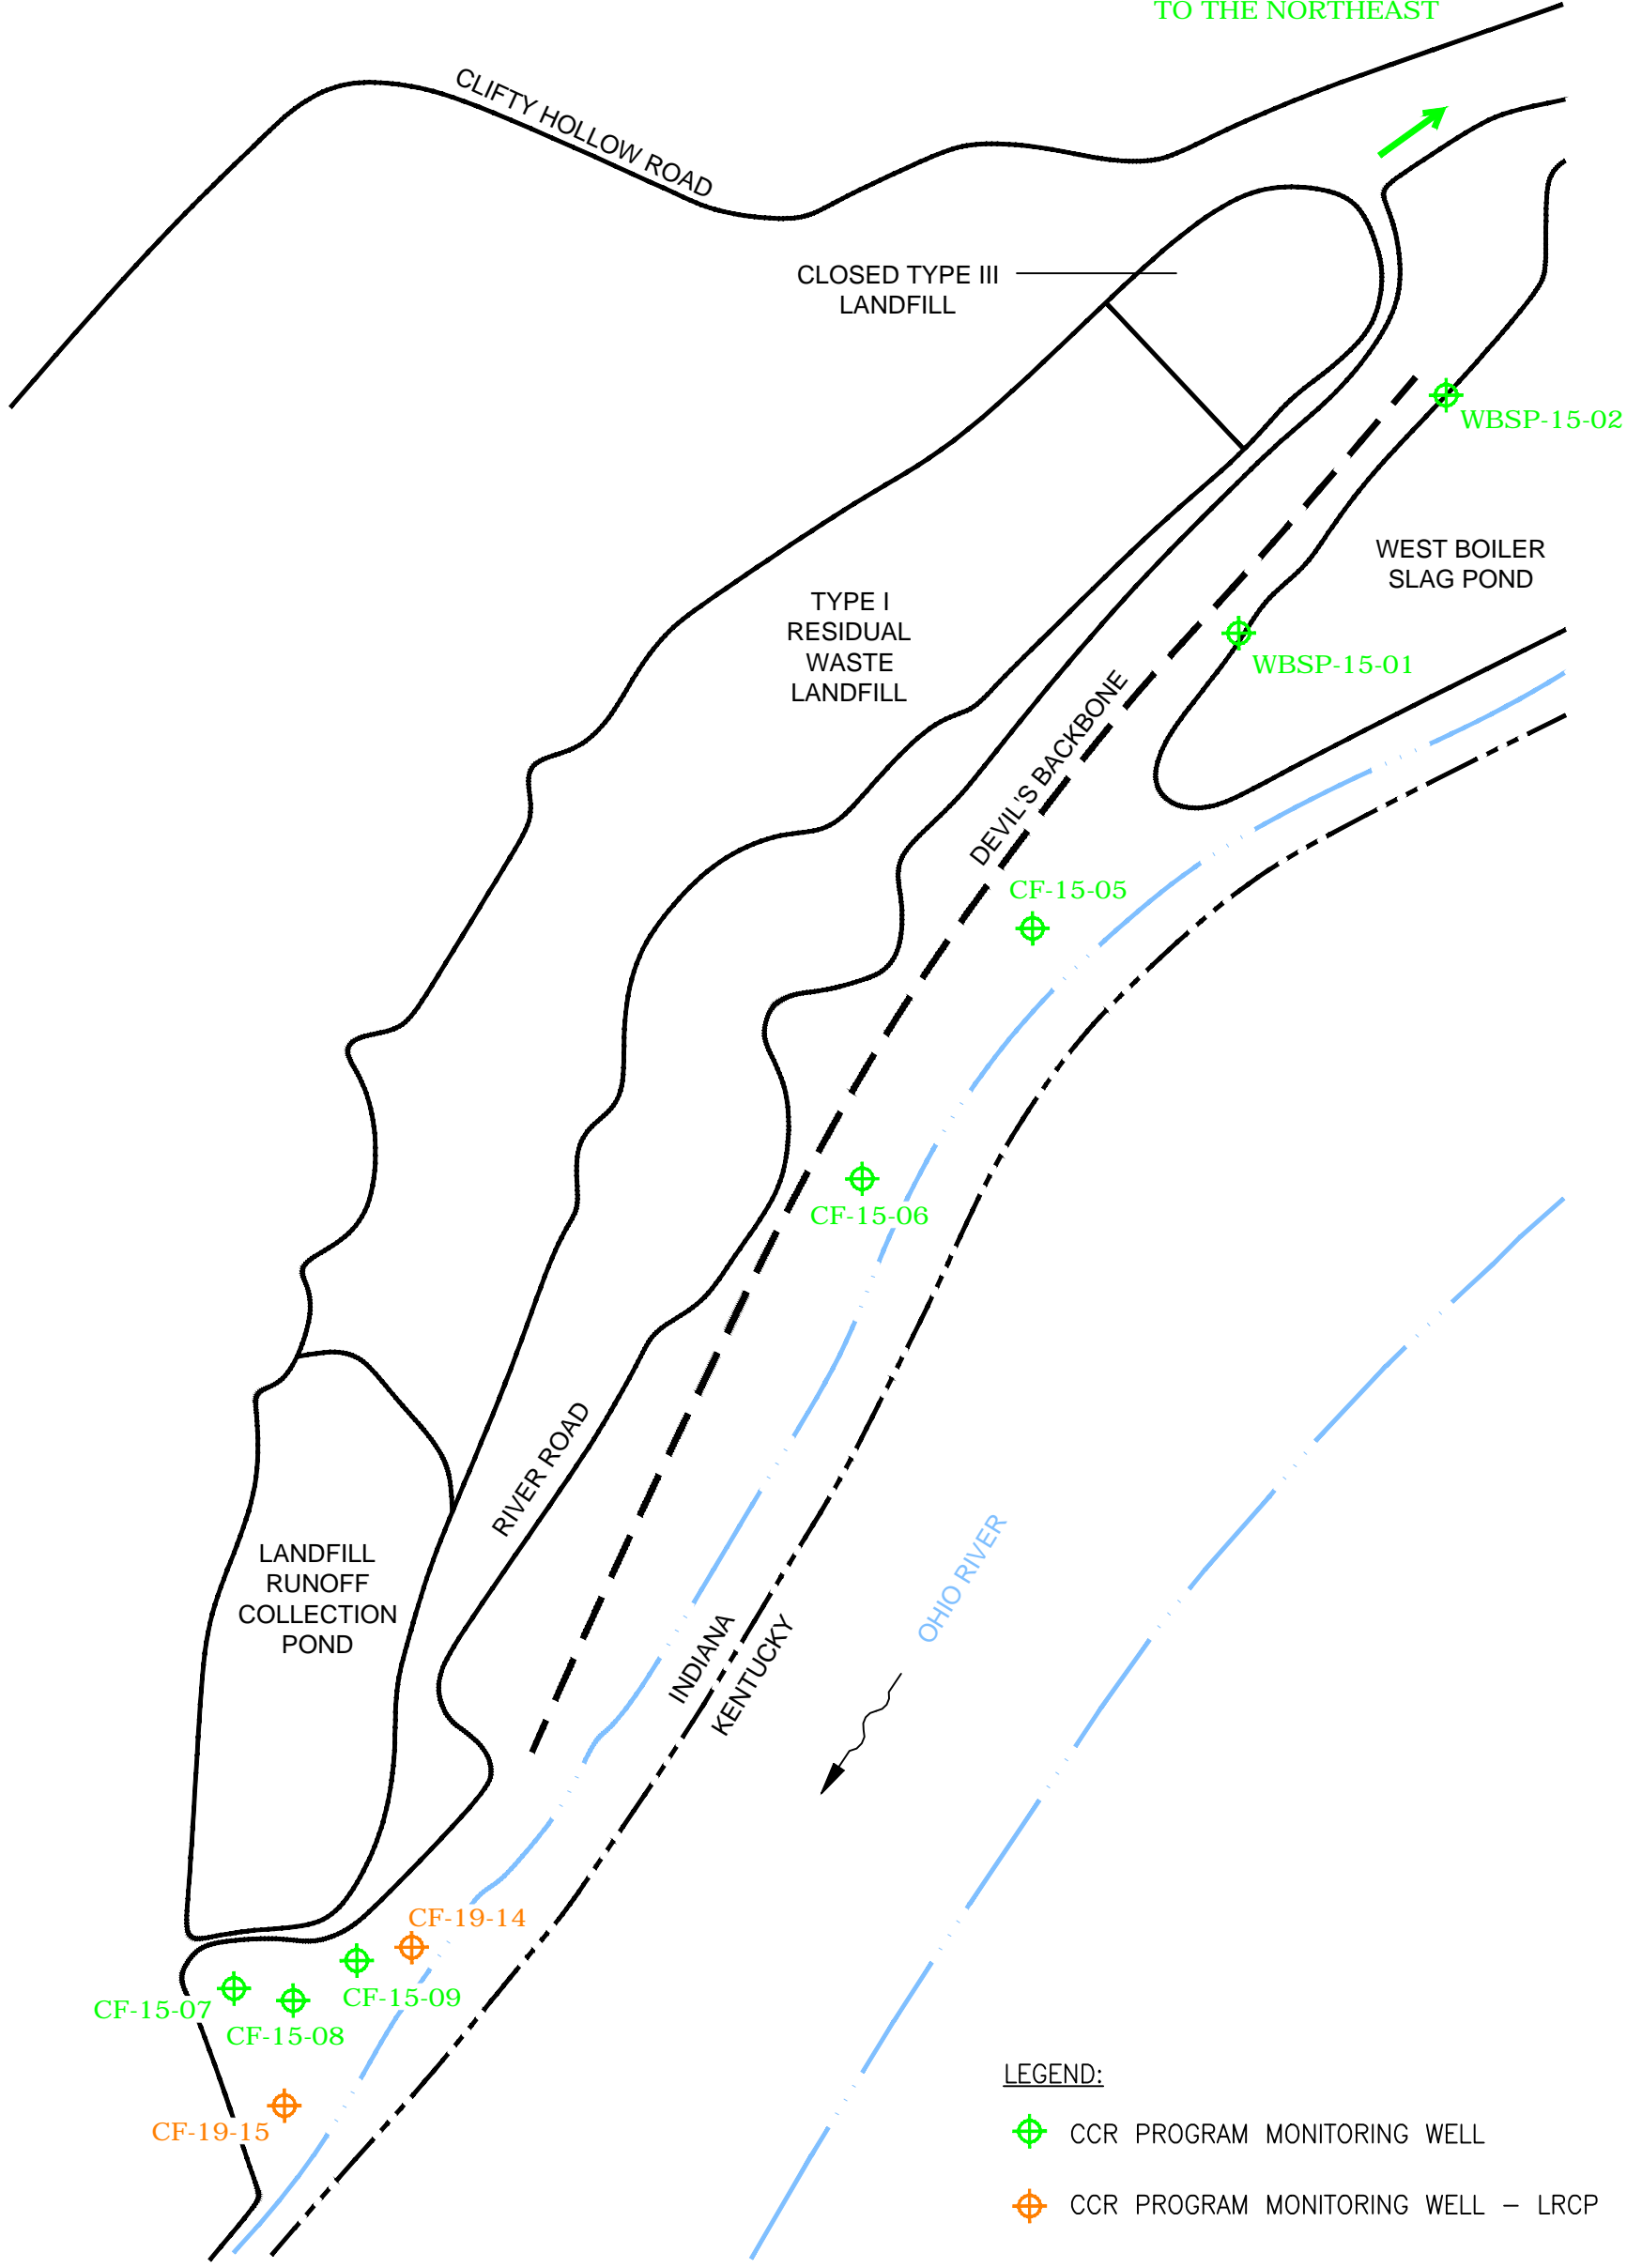 TO THE NORTHEAST
CLIFTY HOLLOW ROAD
CLOSED TYPE III
LANDFILL
WBSP-15-02
WEST BOILER
SLAG POND
TYPE I
RESIDUAL
WASTE
LANDFILL
WBSP-15-01
DEVIL'S BACKBONE
CF-15-05
CF-15-06
RIVER ROAD
LANDFILL
RUNOFF
COLLECTION
POND
OHIO RIVER
INDIANA
KENTUCKY
CF-19-14
CF-15-09
CF-15-07
CF-15-08
CF-19-15
LEGEND:
CCR PROGRAM MONITORING WELL
CCR PROGRAM MONITORING WELL – LRCP